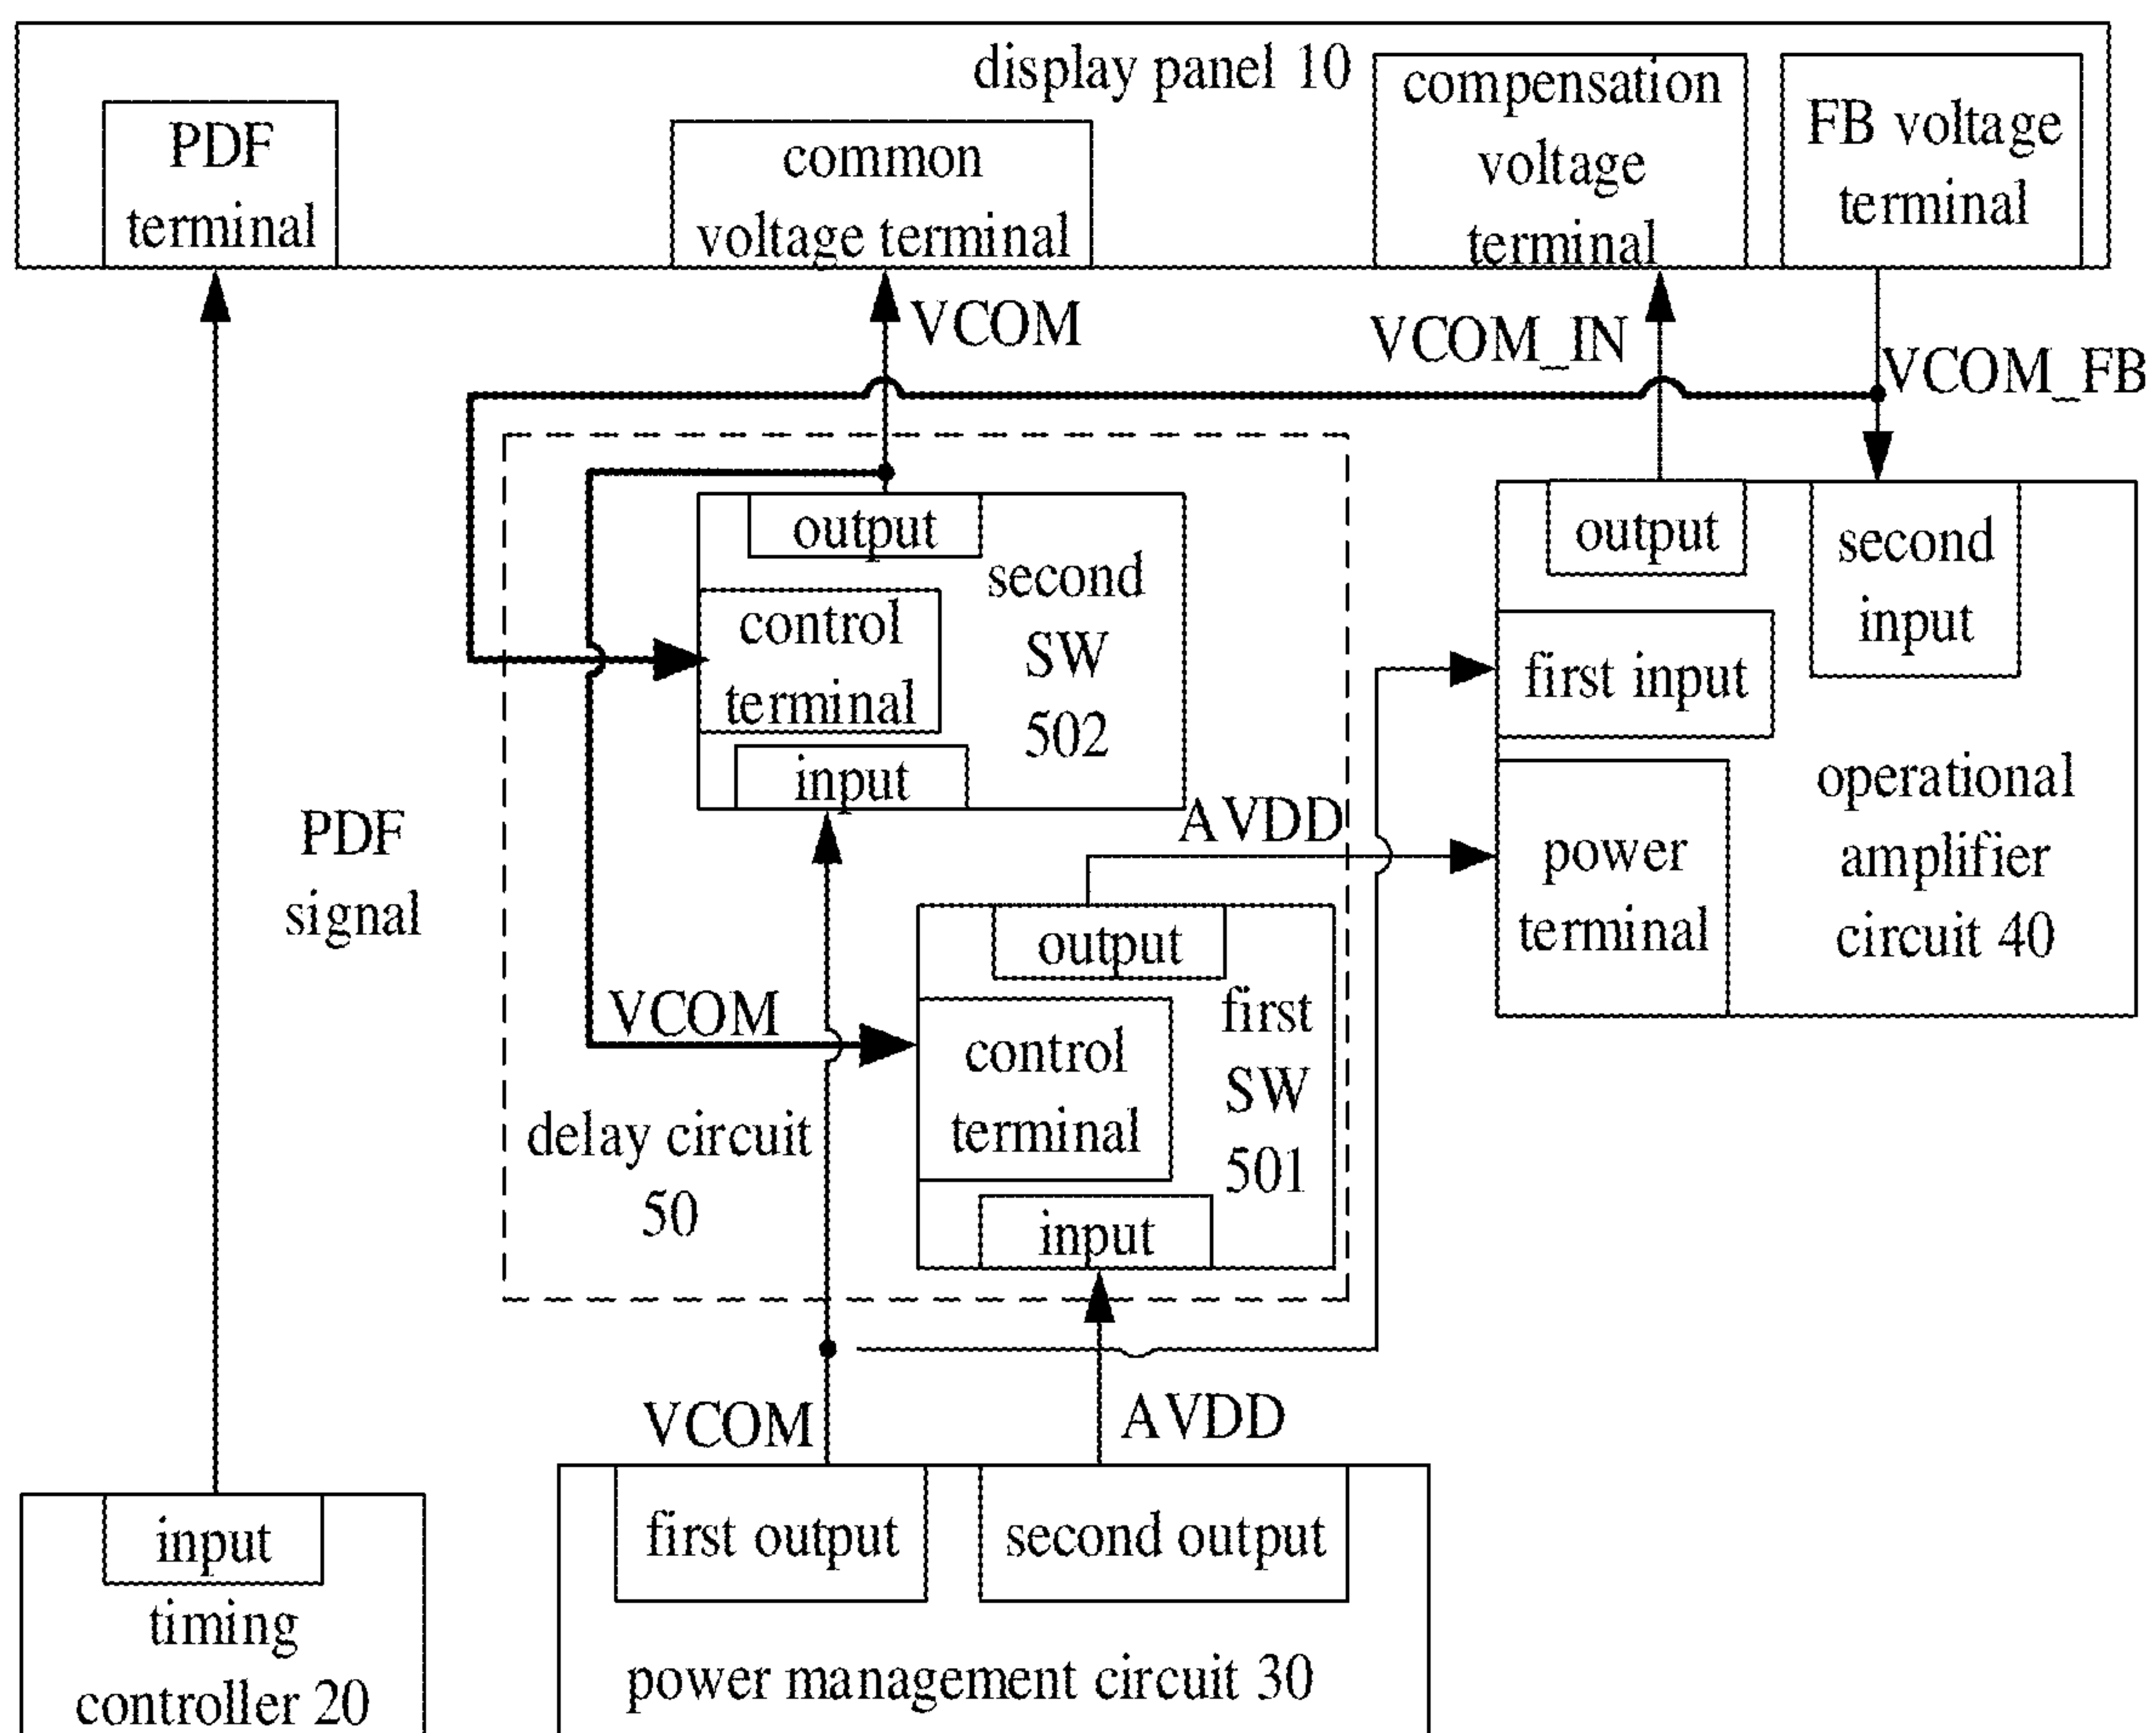 display panel 10
PDF
terminal
common
voltage terminal
compensation
voltage
terminal
FB voltage
terminal
VCOM
VCOM_IN
VCOM_FB
output
second
SW
502
control
terminal
input
output
second
input
first input
power
terminal
operational
amplifier
circuit 40
PDF
signal
AVDD
output
first
SW
501
control
terminal
input
VCOM
delay circuit
50
VCOM
AVDD
input
timing
controller 20
first output
second output
power management circuit 30